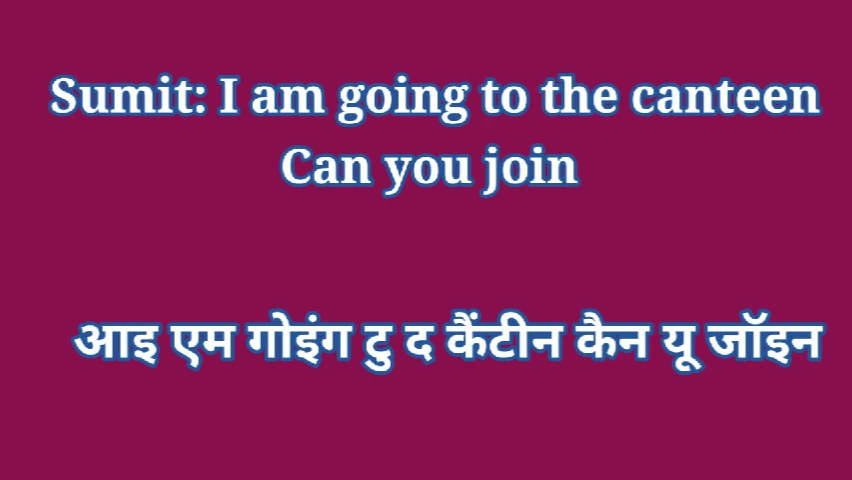 Sumit: I am going to the canteen
Can you join
आइ एम गोइंग टु द कैंटीन कैन यू जॉइन